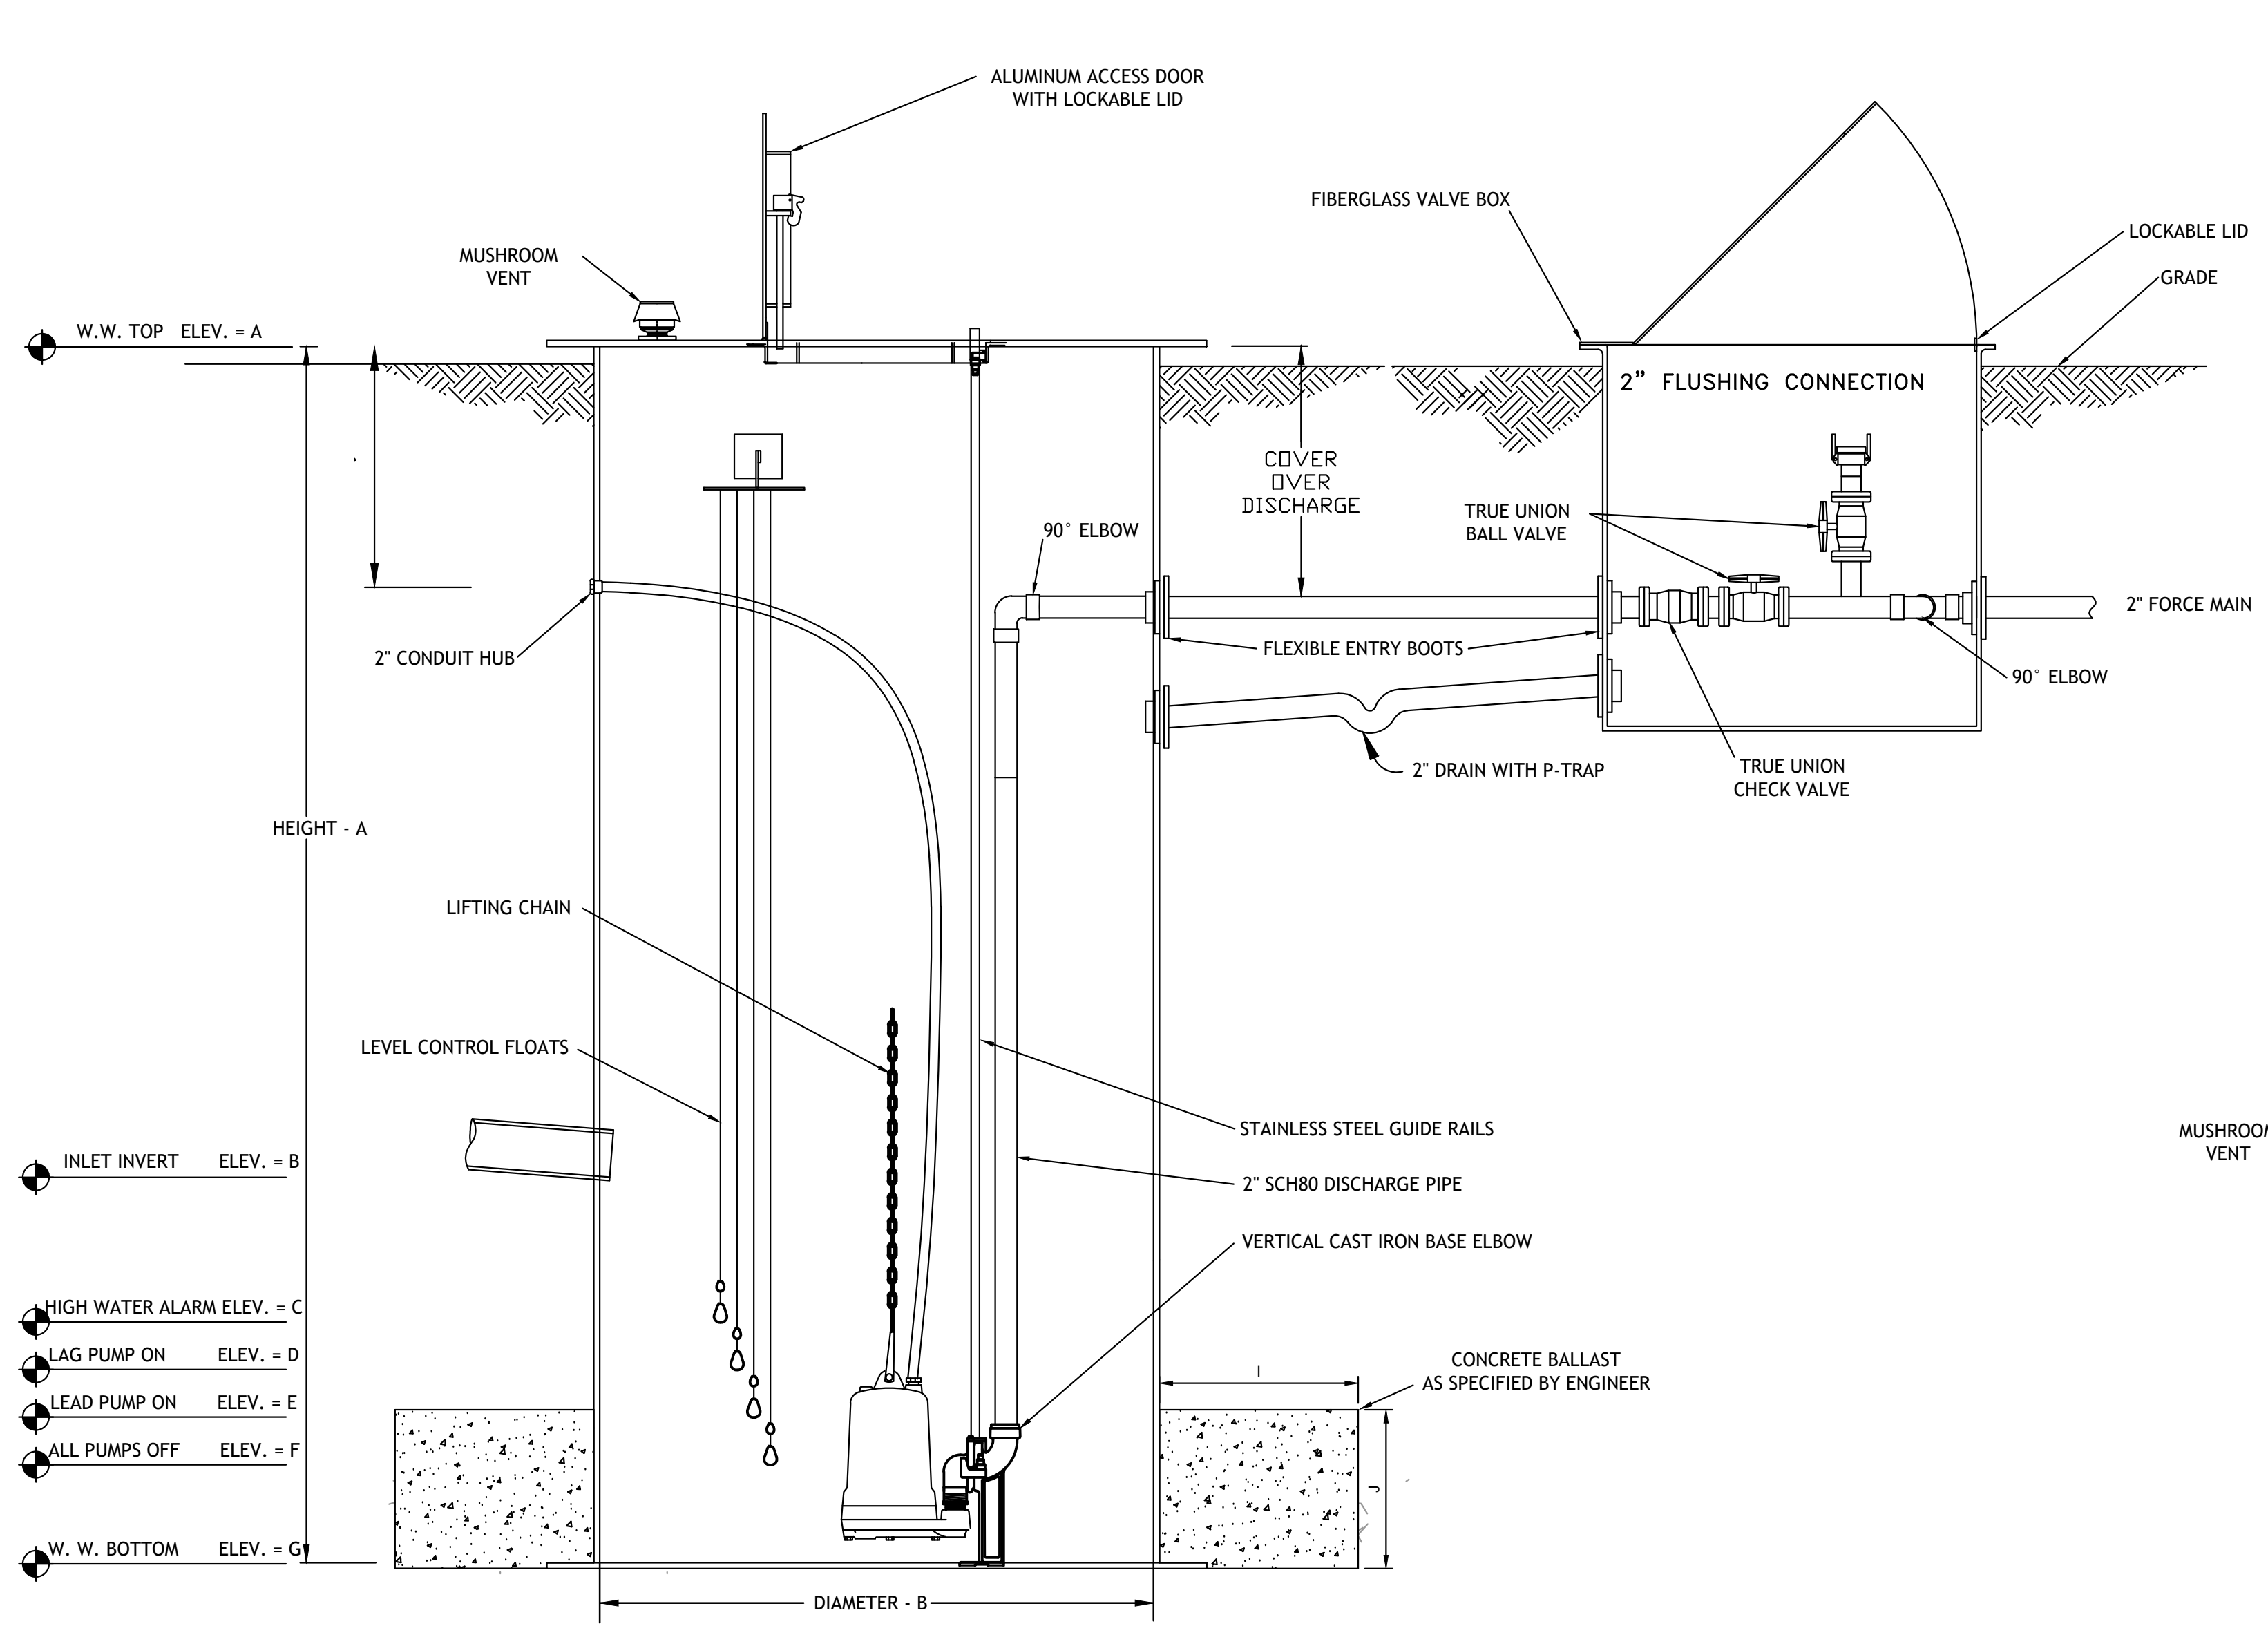 ALUMINUM ACCESS DOOR
WITH LOCKABLE LID
FIBERGLASS VALVE BOX
LOCKABLE LID
MUSHROOM
VENT
GRADE
W.W. TOP ELEV. = A
2” FLUSHING CONNECTION
COVER
OVER
DISCHARGE
TRUE UNION
BALL VALVE
90° ELBOW
2" FORCE MAIN
FLEXIBLE ENTRY BOOTS
2" CONDUIT HUB
90° ELBOW
2" DRAIN WITH P-TRAP
TRUE UNION
CHECK VALVE
HEIGHT - A
LIFTING CHAIN
LEVEL CONTROL FLOATS
STAINLESS STEEL GUIDE RAILS
MUSHROOM
VENT
INLET INVERT ELEV. = B
2" SCH80 DISCHARGE PIPE
VERTICAL CAST IRON BASE ELBOW
HIGH WATER ALARM ELEV. = C
LAG PUMP ON ELEV. = D
I
CONCRETE BALLAST
AS SPECIFIED BY ENGINEER
LEAD PUMP ON ELEV. = E
ALL PUMPS OFF ELEV. = F
J
W. W. BOTTOM ELEV. = G
DIAMETER - B